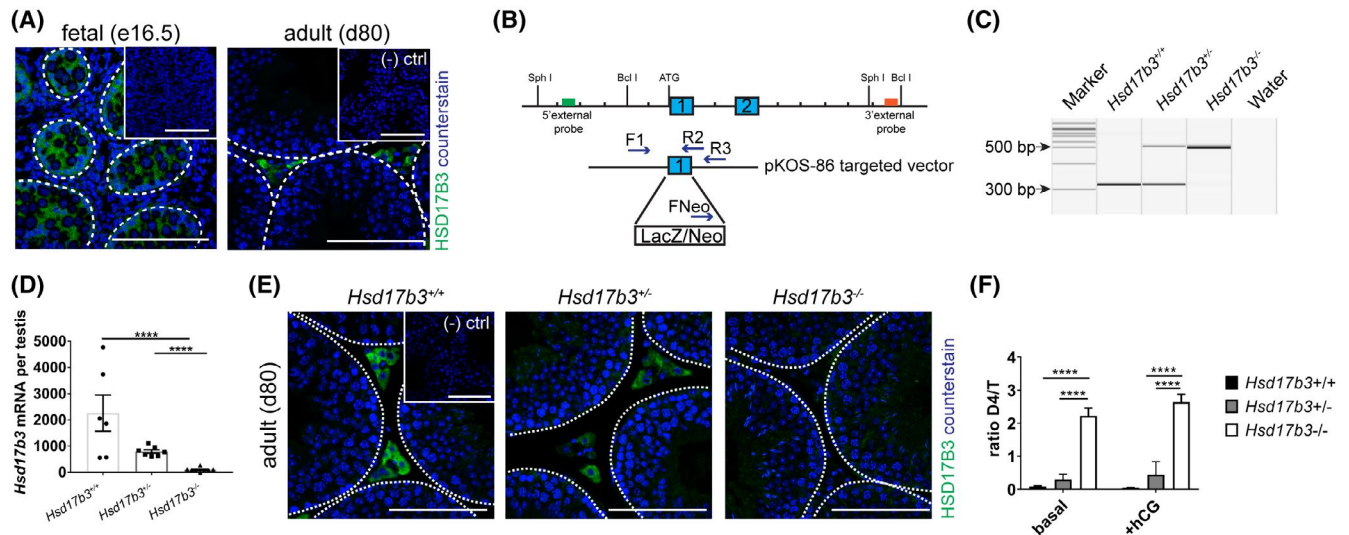 (A)
fetal (e16.5)
adult (d80)
(-) ctrl
HSD17B3 counterstain
(B)
Sph I
Bcl I
ATG
Sph I
Bcl I
1
2
5'external
probe
3'external
probe
F1
R2
R3
1
pKOS-86 targeted vector
FNeo
LacZ/Neo
(C)
Marker
Hsd17b3+/+
Hsd17b3+/-
Hsd17b3-/-
Water
500 bp
300 bp
(D)
Hsd17b3 mRNA per testis
5000
4000
3000
2000
1000
0
****
****
Hsd17b3+/+
Hsd17b3+/-
Hsd17b3-/-
(E)
Hsd17b3+/+
Hsd17b3+/-
Hsd17b3-/-
adult (d80)
(-) ctrl
HSD17B3 counterstain
(F)
ratio D4/T
4
3
2
1
0
****
****
****
****
basal
+hCG
Hsd17b3+/+
Hsd17b3+/-
Hsd17b3-/-